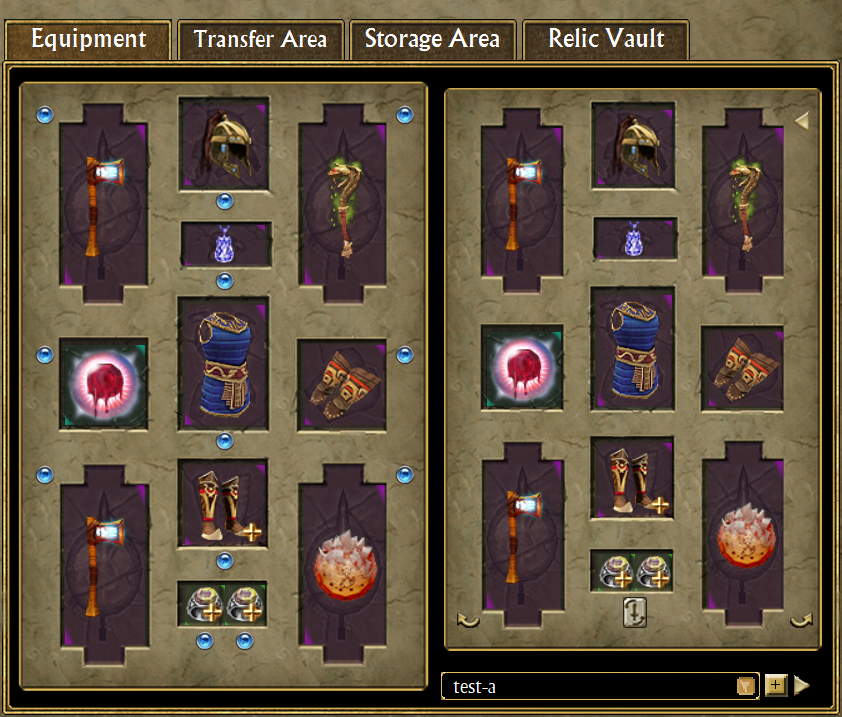 Equipment
Transfer Area
Storage Area
Relic Vault
test-a